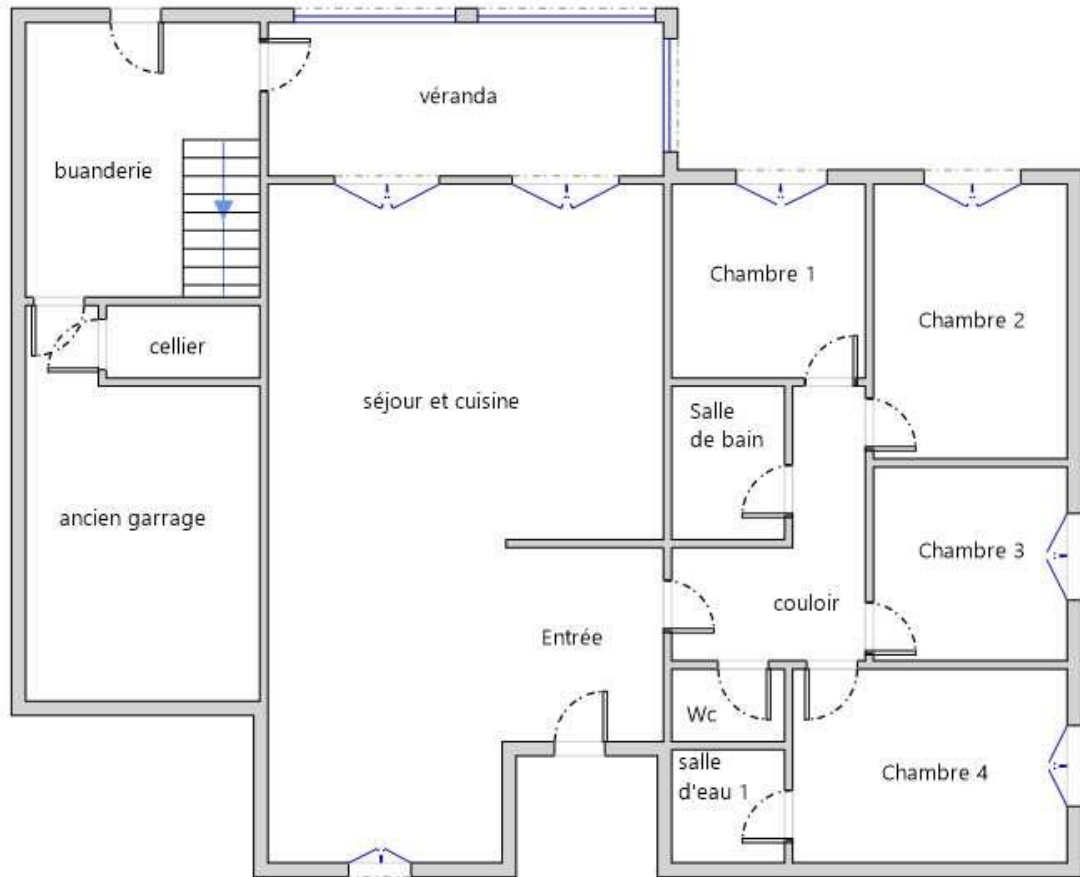 véranda
buanderie
Chambre 1
Chambre 2
cellier
séjour et cuisine
Salle
de bain
ancien garrage
Chambre 3
couloir
Entrée
Wc
salle
d'eau 1
Chambre 4